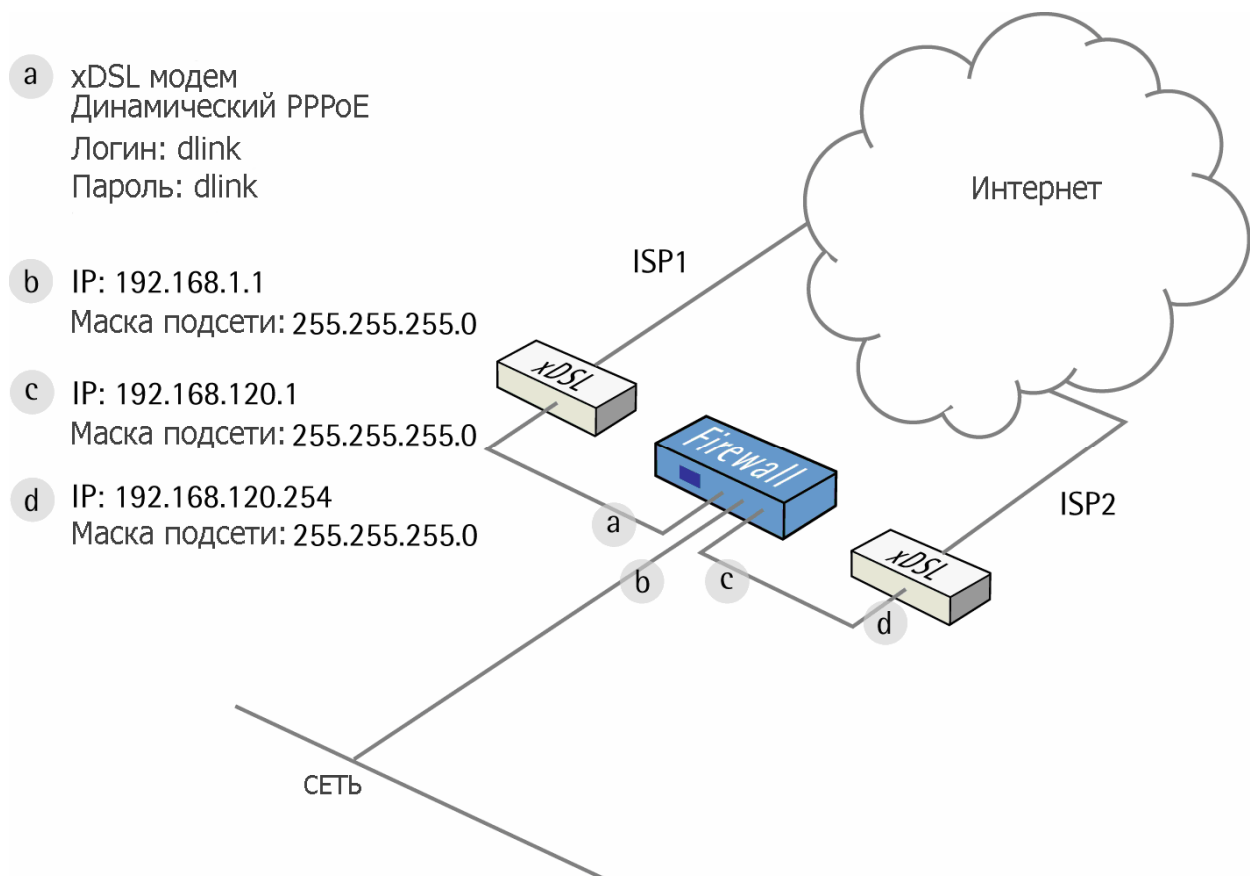 a xDSL модем
Динамический PPPoE
Логин: dlink
Пароль: dlink
b IP: 192.168.1.1
Маска подсети: 255.255.255.0
c IP: 192.168.120.1
Маска подсети: 255.255.255.0
d IP: 192.168.120.254
Маска подсети: 255.255.255.0
Интернет
ISP1
xDSL
Firewall
ISP2
xDSL
a
b
c
d
СЕТЬ